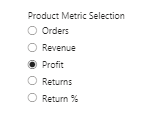 Product Metric Selection
Orders
Revenue
Profit
Returns
Return %